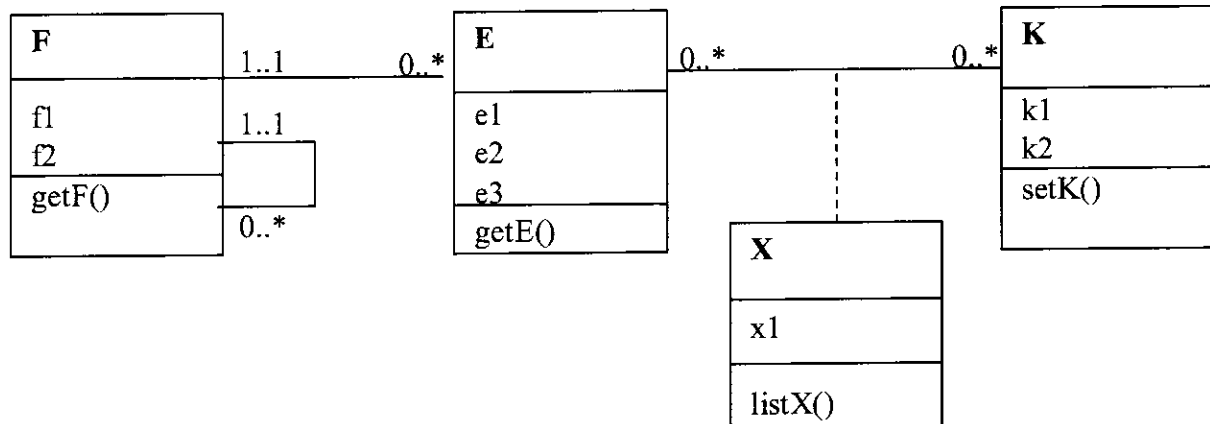 F
1..1
0..*
f1
f2
1..1
getF()
0..*
E
e1
e2
e3
getE()
0..*
0..*
K
k1
k2
setK()
X
x1
listX()